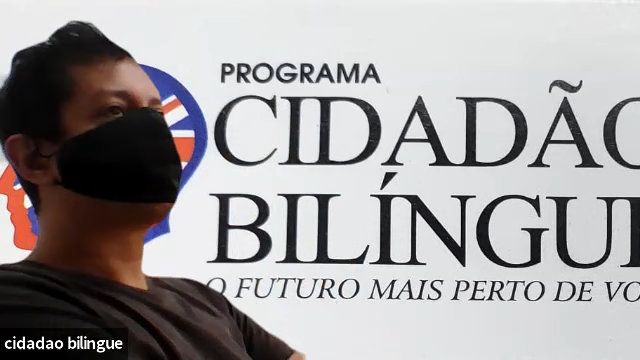 PROGRAMA
CIDADÃO
BILÍNGUE
O FUTURO MAIS PERTO DE VO
cidadao bilingue